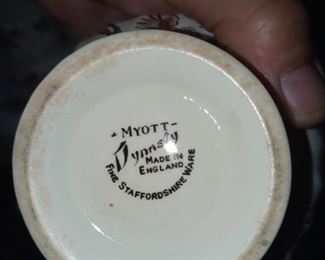 - MYOTT -
Dynasty
MADE IN
ENGLAND
FINE STAFFORDSHIRE WARE